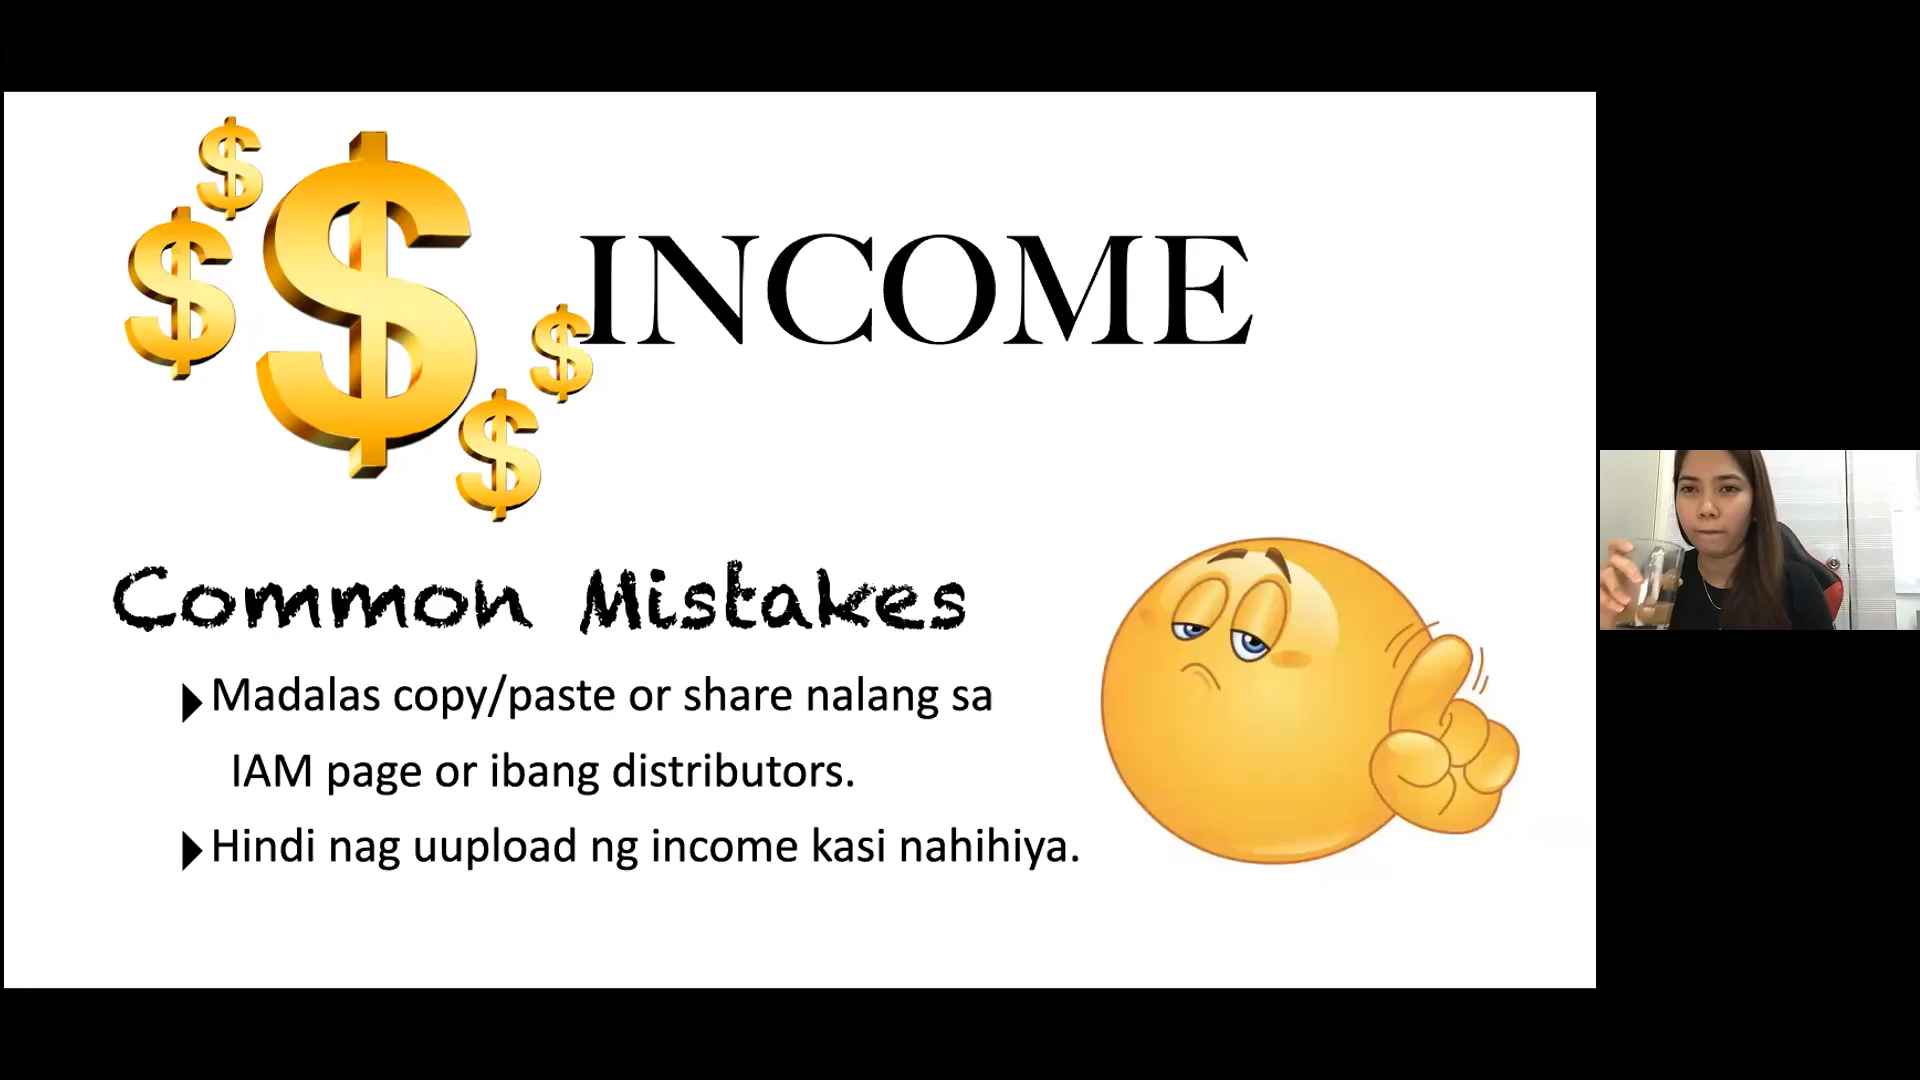 INCOME
Common Mistakes
Madalas copy/paste or share nalang sa
IAM page or ibang distributors.
Hindi nag uupload ng income kasi nahihiya.